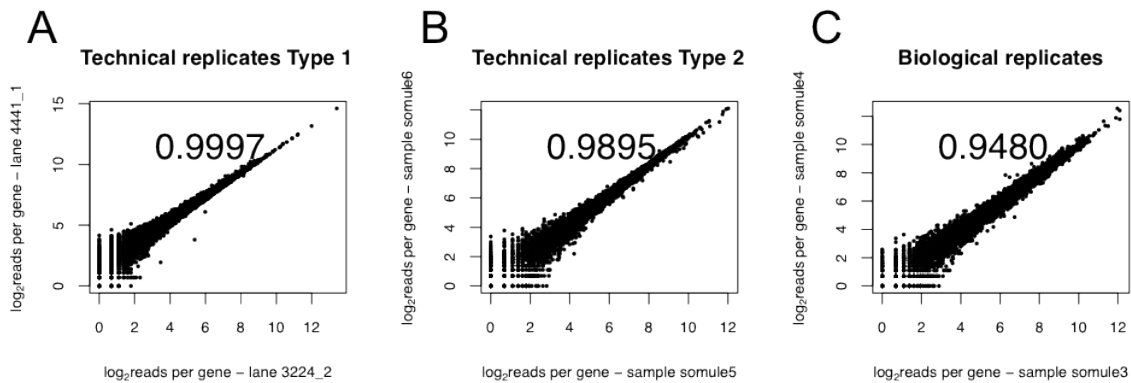 A
Technical replicates Type 1
log2reads per gene – lane 4441_1
15
10
5
0
0.9997
0 2 4 6 8 10 12
log2reads per gene – lane 3224_2
B
Technical replicates Type 2
log2reads per gene – sample somule6
10
8
6
4
2
0
0.9895
0 2 4 6 8 10 12
log2reads per gene – sample somule5
C
Biological replicates
log2reads per gene – sample somule4
12
10
8
6
4
2
0
0.9480
0 2 4 6 8 10 12
log2reads per gene – sample somule3